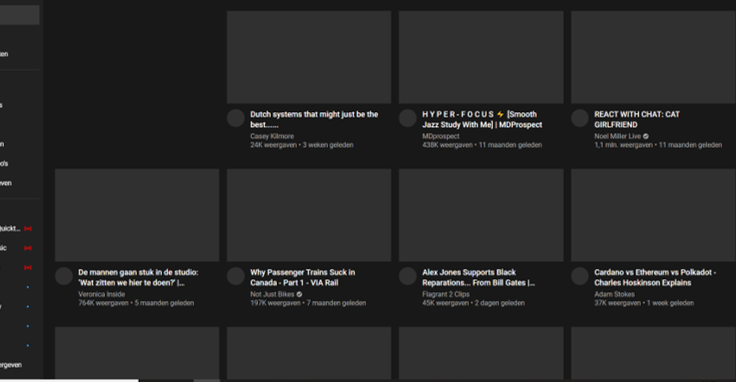 ven
Dutch systems that might just be the
best......
Casey Kilmore
24K weergaven • 3 weken geleden
H Y P E R - F O C U S ⚡ [Smooth
Jazz Study With Me] | MDProspect
MDprospect
438K weergaven • 11 maanden geleden
REACT WITH CHAT: CAT
GIRLFRIEND
Noel Miller Live
1,1 mln. weergaven • 11 maanden geleden
De mannen gaan stuk in de studio:
'Wat zitten we hier te doen?' |...
Veronica Inside
764K weergaven • 5 maanden geleden
Why Passenger Trains Suck in
Canada - Part 1 - VIA Rail
Not Just Bikes
197K weergaven • 7 maanden geleden
Alex Jones Supports Black
Reparations... From Bill Gates |...
Flagrant 2 Clips
45K weergaven • 2 dagen geleden
Cardano vs Ethereum vs Polkadot -
Charles Hoskinson Explains
Adam Stokes
37K weergaven • 1 week geleden